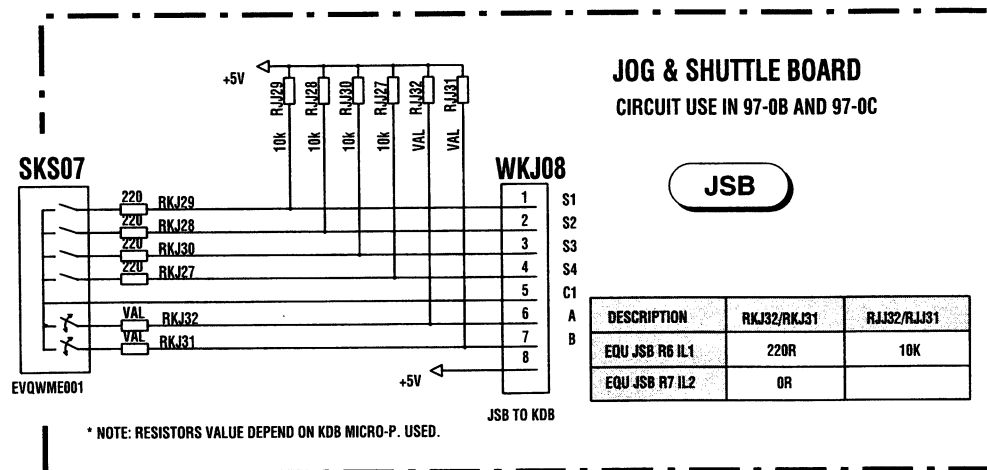 JOG & SHUTTLE BOARD
CIRCUIT USE IN 97-0B AND 97-0C
JSB
+5V
RJJ29
RJJ28
RJJ30
RJJ27
RJJ32
RJJ31
10k
10k
10k
10k
VAL
VAL
SKS07
WKJ08
220 RKJ29 1 S1
220 RKJ28 2 S2
220 RKJ30 3 S3
220 RKJ27 4 S4
5 C1
VAL RKJ32 6 A
VAL RKJ31 7 B
8
+5V
EVQWME001
JSB TO KDB
DESCRIPTION RKJ32/RKJ31 RJJ32/RJJ31
EQU JSB R6 IL1 220R 10K
EQU JSB R7 IL2 0R
* NOTE: RESISTORS VALUE DEPEND ON KDB MICRO-P. USED.